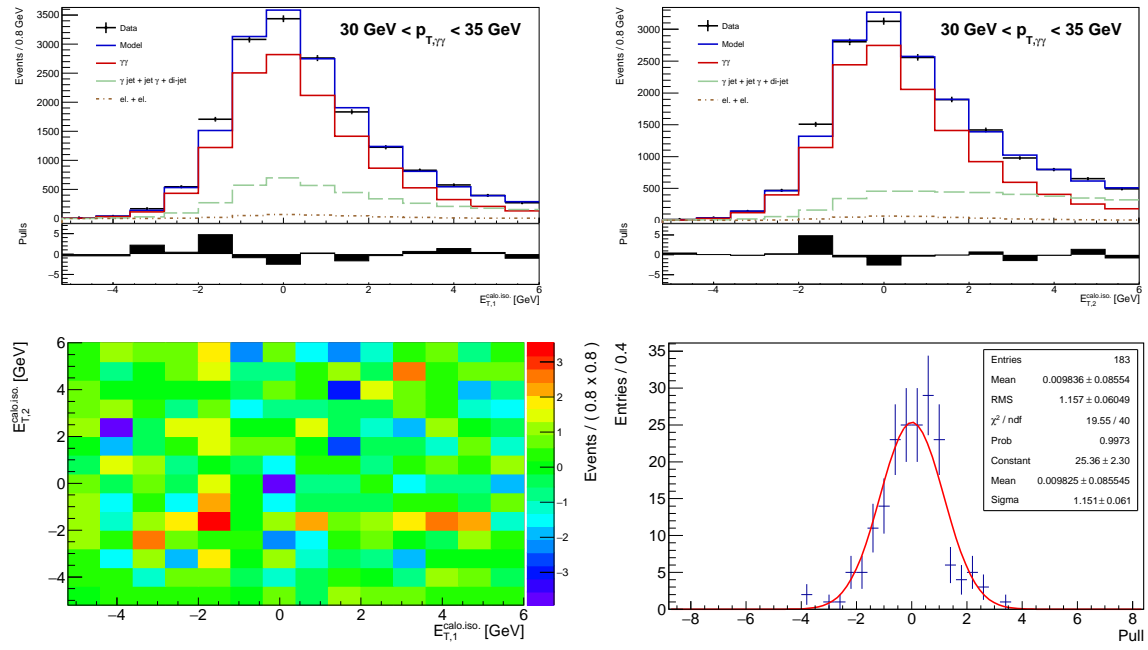 Events / 0.8 GeV
3500
3000
2500
2000
1500
1000
500
0
Data
Model
γγ
γ jet + jet γ + di-jet
el. + el.
30 GeV < p_T,γγ < 35 GeV
Pulls
5
0
−5
−4 −2 0 2 4 6
E_T,1^calo.iso. [GeV]
Events / 0.8 GeV
3000
2500
2000
1500
1000
500
0
Data
Model
γγ
γ jet + jet γ + di-jet
el. + el.
30 GeV < p_T,γγ < 35 GeV
Pulls
5
0
−5
−4 −2 0 2 4 6
E_T,2^calo.iso. [GeV]
E_T,2^calo.iso. [GeV]
6
4
2
0
−2
−4
−4 −2 0 2 4 6
E_T,1^calo.iso. [GeV]
3
2
1
0
−1
−2
−3
Events / ( 0.8 x 0.8 )
Entries / 0.4
35
30
25
20
15
10
5
0
−8 −6 −4 −2 0 2 4 6 8
Pull
Entries 183
Mean 0.009836 ± 0.08554
RMS 1.157 ± 0.06049
χ² / ndf 19.55 / 40
Prob 0.9973
Constant 25.36 ± 2.30
Mean 0.009825 ± 0.085545
Sigma 1.151 ± 0.061